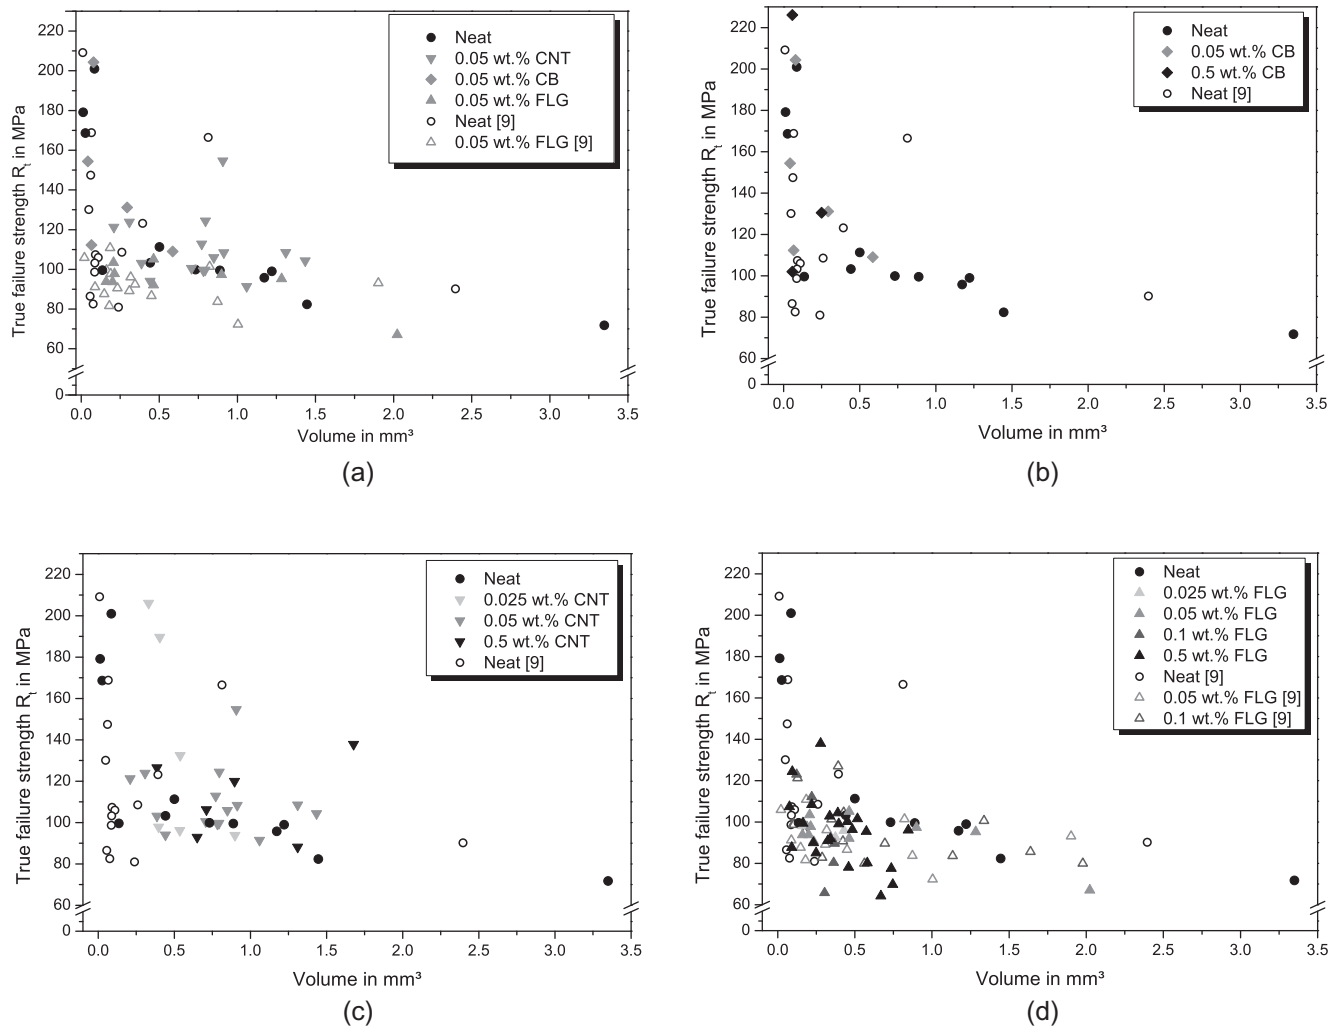 220
200
180
160
140
120
100
80
60
0
True failure strength Rt in MPa
Neat
0.05 wt.% CNT
0.05 wt.% CB
0.05 wt.% FLG
Neat [9]
0.05 wt.% FLG [9]
0.0 0.5 1.0 1.5 2.0 2.5 3.0 3.5
Volume in mm³
(a)
220
200
180
160
140
120
100
80
60
0
True failure strength Rt in MPa
Neat
0.05 wt.% CB
0.5 wt.% CB
Neat [9]
0.0 0.5 1.0 1.5 2.0 2.5 3.0 3.5
Volume in mm³
(b)
220
200
180
160
140
120
100
80
60
0
True failure strength Rt in MPa
Neat
0.025 wt.% CNT
0.05 wt.% CNT
0.5 wt.% CNT
Neat [9]
0.0 0.5 1.0 1.5 2.0 2.5 3.0 3.5
Volume in mm³
(c)
220
200
180
160
140
120
100
80
60
0
True failure strength Rt in MPa
Neat
0.025 wt.% FLG
0.05 wt.% FLG
0.1 wt.% FLG
0.5 wt.% FLG
Neat [9]
0.05 wt.% FLG [9]
0.1 wt.% FLG [9]
0.0 0.5 1.0 1.5 2.0 2.5 3.0 3.5
Volume in mm³
(d)